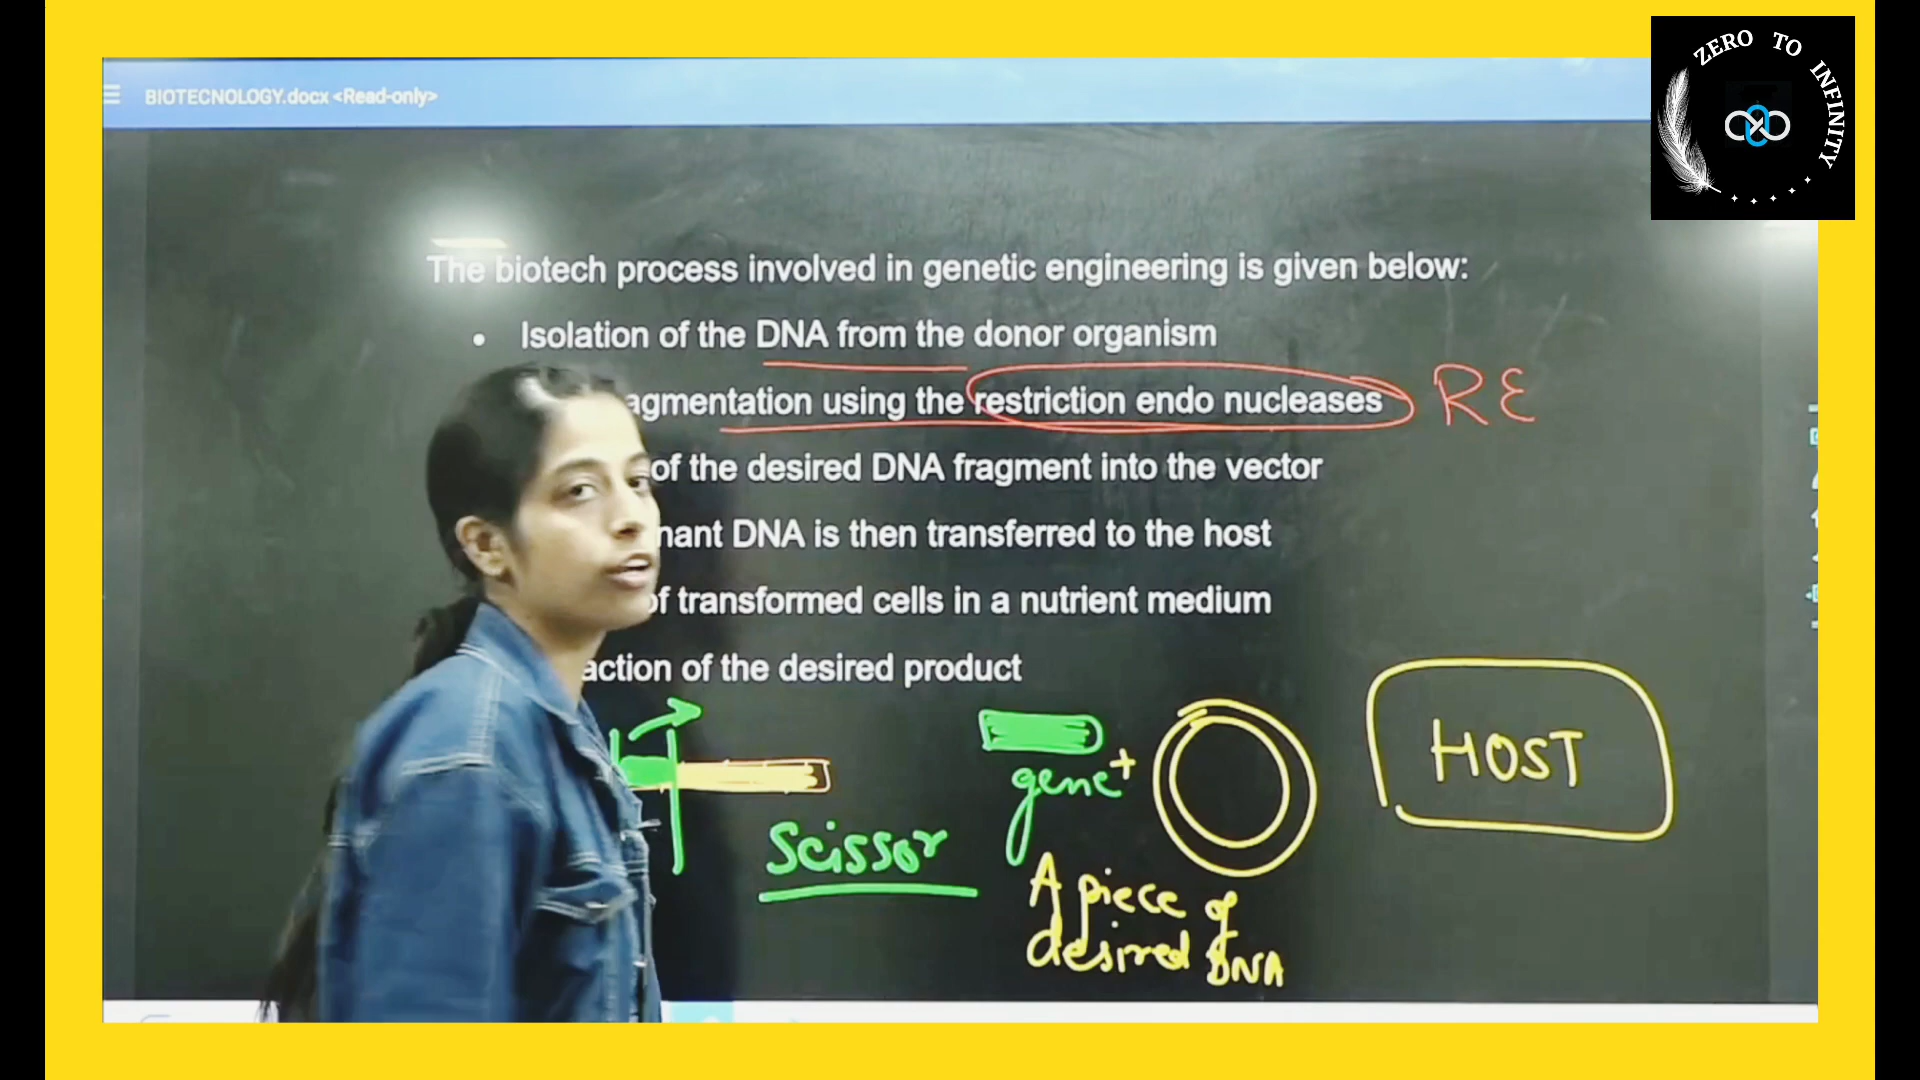 ZERO TO INFINITY
BIOTECNOLOGY.docx <Read-only>
The biotech process involved in genetic engineering is given below:
• Isolation of the DNA from the donor organism
agmentation using the restriction endo nucleases RE
of the desired DNA fragment into the vector
nant DNA is then transferred to the host
of transformed cells in a nutrient medium
action of the desired product
HOST
gene +
scissor
A piece of
desired DNA